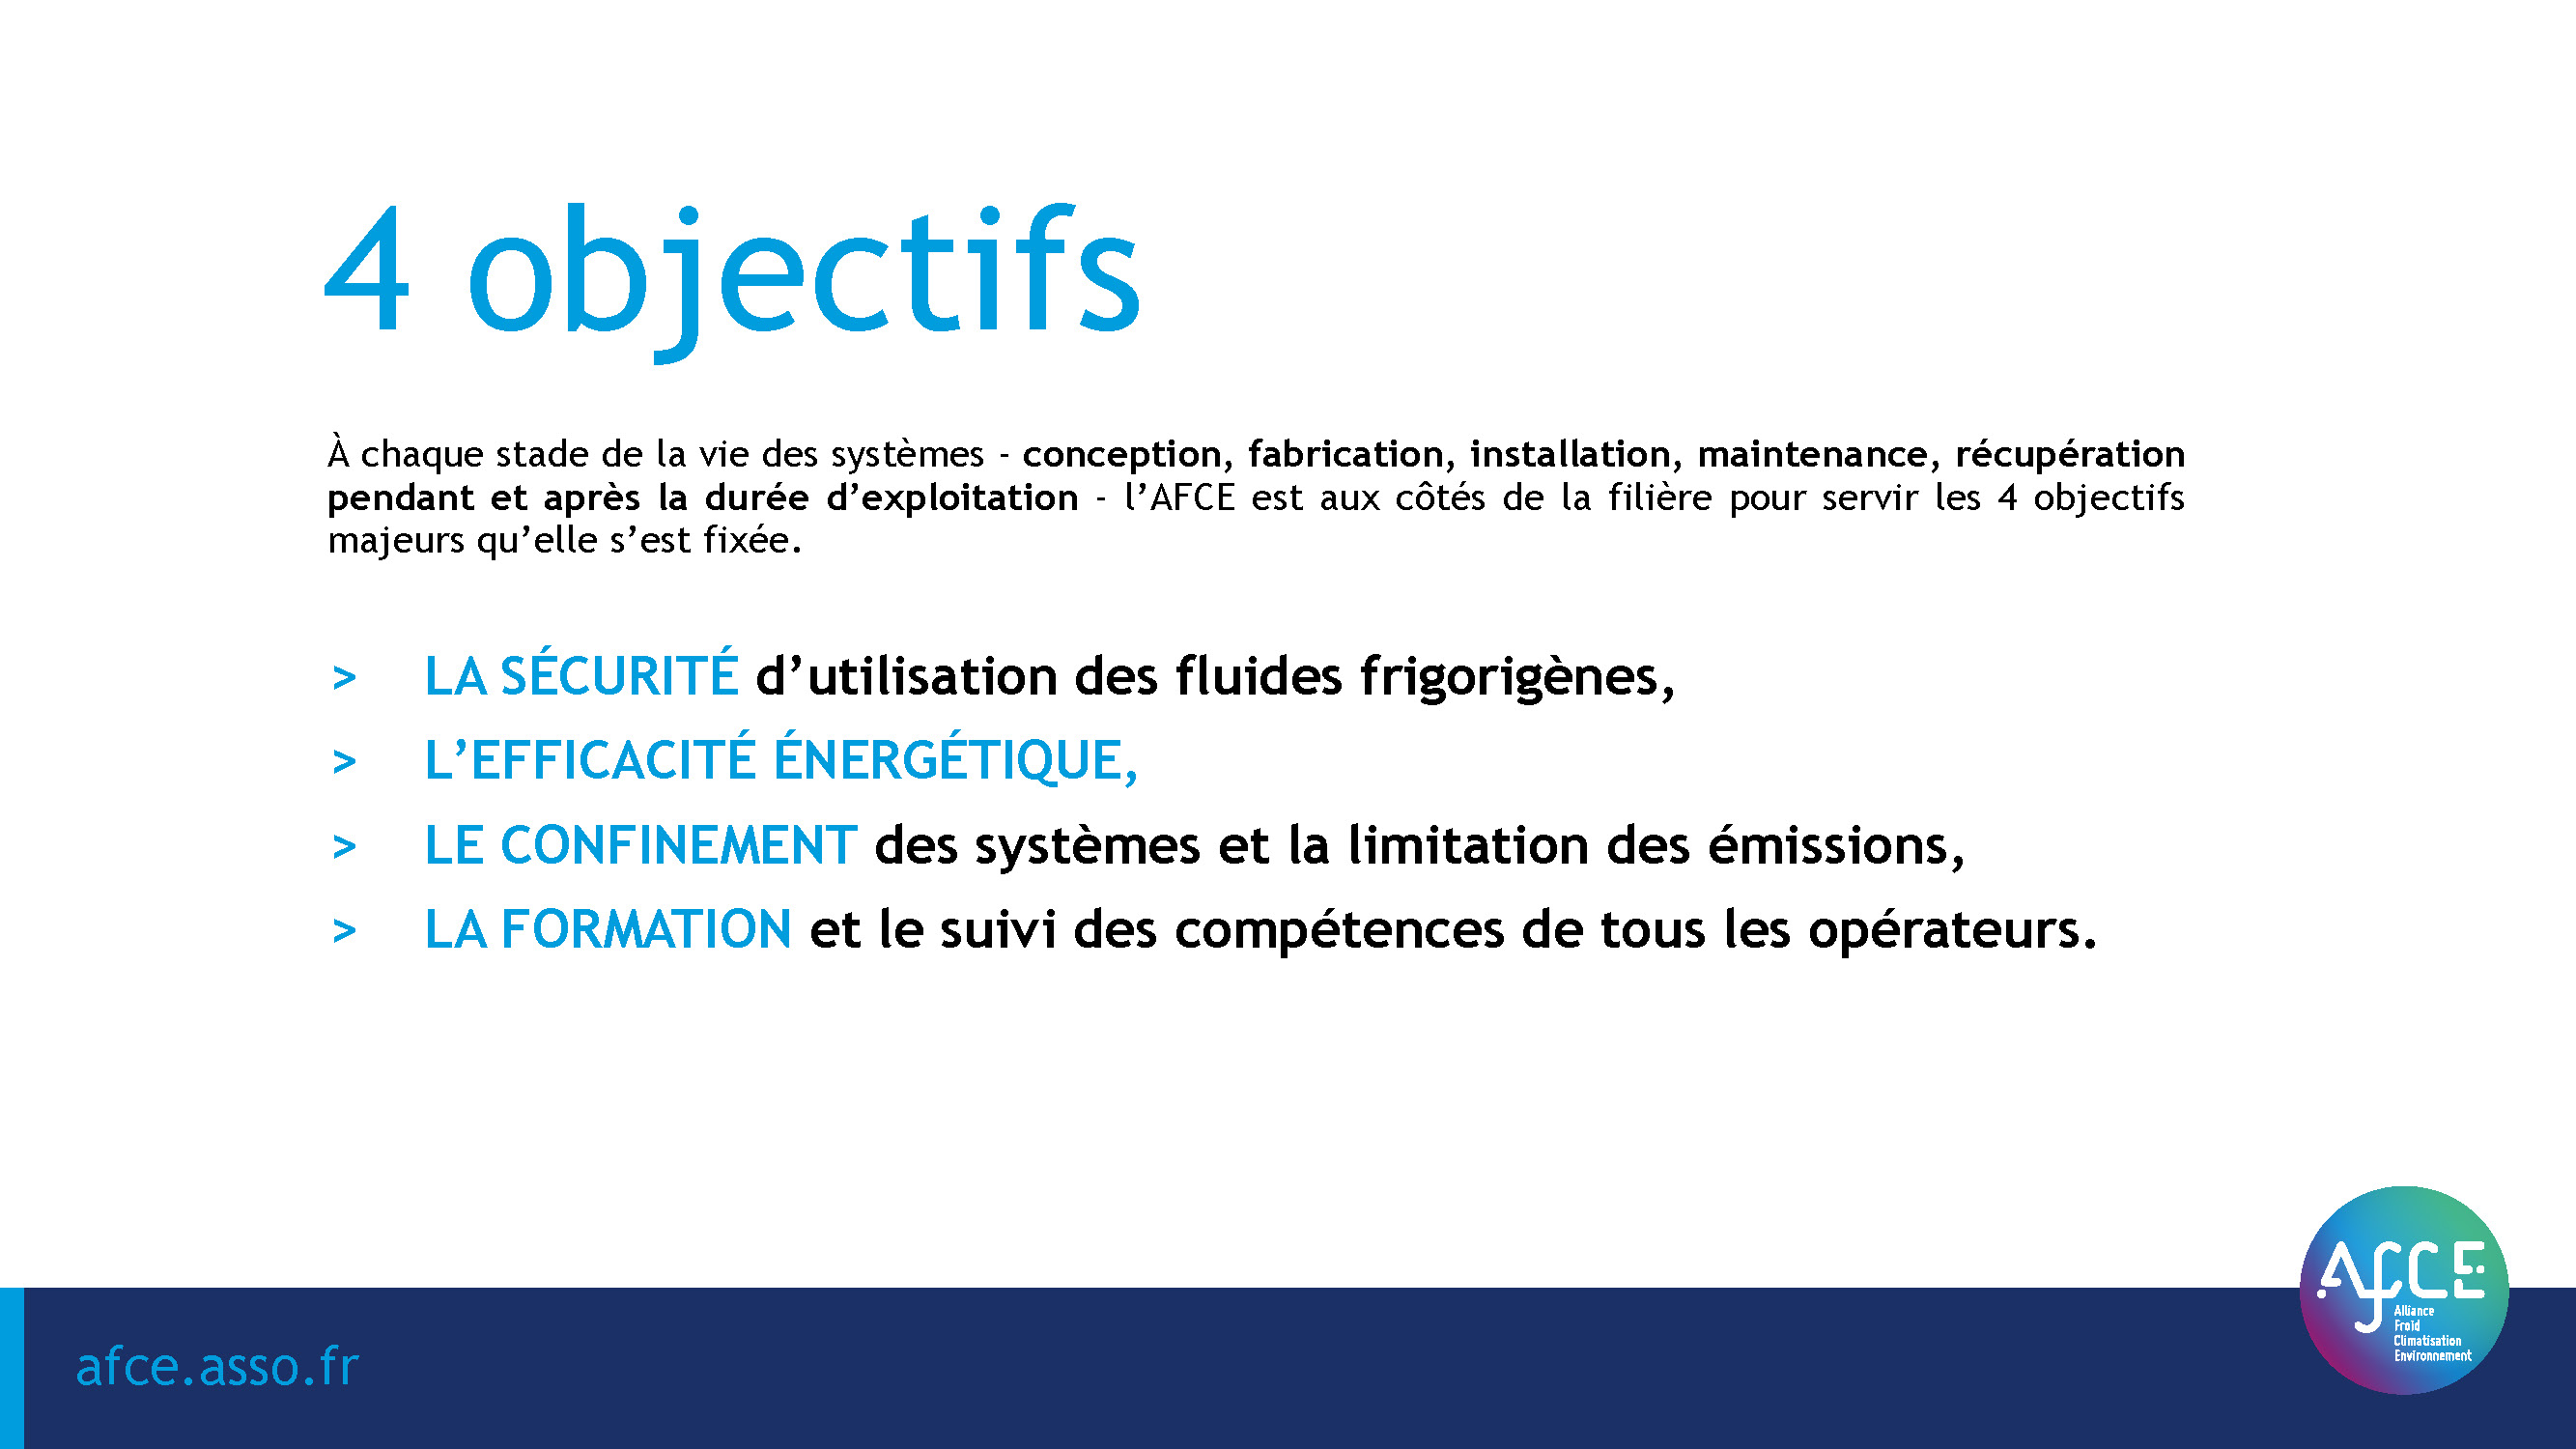 4 objectifs
À chaque stade de la vie des systèmes - conception, fabrication, installation, maintenance, récupération
pendant et après la durée d’exploitation - l’AFCE est aux côtés de la filière pour servir les 4 objectifs
majeurs qu’elle s’est fixée.
> LA SÉCURITÉ d’utilisation des fluides frigorigènes,
> L’EFFICACITÉ ÉNERGÉTIQUE,
> LE CONFINEMENT des systèmes et la limitation des émissions,
> LA FORMATION et le suivi des compétences de tous les opérateurs.
afce.asso.fr
AFCE
Alliance
Froid
Climatisation
Environnement